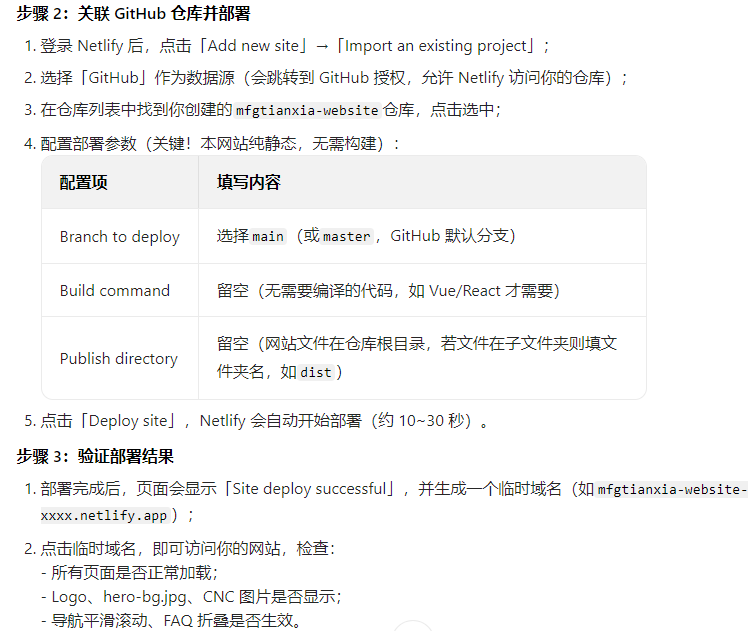 步骤 2：关联 GitHub 仓库并部署
1. 登录 Netlify 后，点击「Add new site」→「Import an existing project」；
2. 选择「GitHub」作为数据源（会跳转到 GitHub 授权，允许 Netlify 访问你的仓库）；
3. 在仓库列表中找到你创建的 mfgtianxia-website 仓库，点击选中；
4. 配置部署参数（关键！本网站纯静态，无需构建）：
配置项 填写内容
Branch to deploy 选择 main （或 master ，GitHub 默认分支）
Build command 留空（无需要编译的代码，如 Vue/React 才需要）
Publish directory 留空（网站文件在仓库根目录，若文件在子文件夹则填文
件夹名，如 dist ）
5. 点击「Deploy site」，Netlify 会自动开始部署（约 10~30 秒）。
步骤 3：验证部署结果
1. 部署完成后，页面会显示「Site deploy successful」，并生成一个临时域名（如 mfgtianxia-website-
xxxx.netlify.app ）；
2. 点击临时域名，即可访问你的网站，检查：
- 所有页面是否正常加载；
- Logo、hero-bg.jpg、CNC 图片是否显示；
- 导航平滑滚动、FAQ 折叠是否生效。